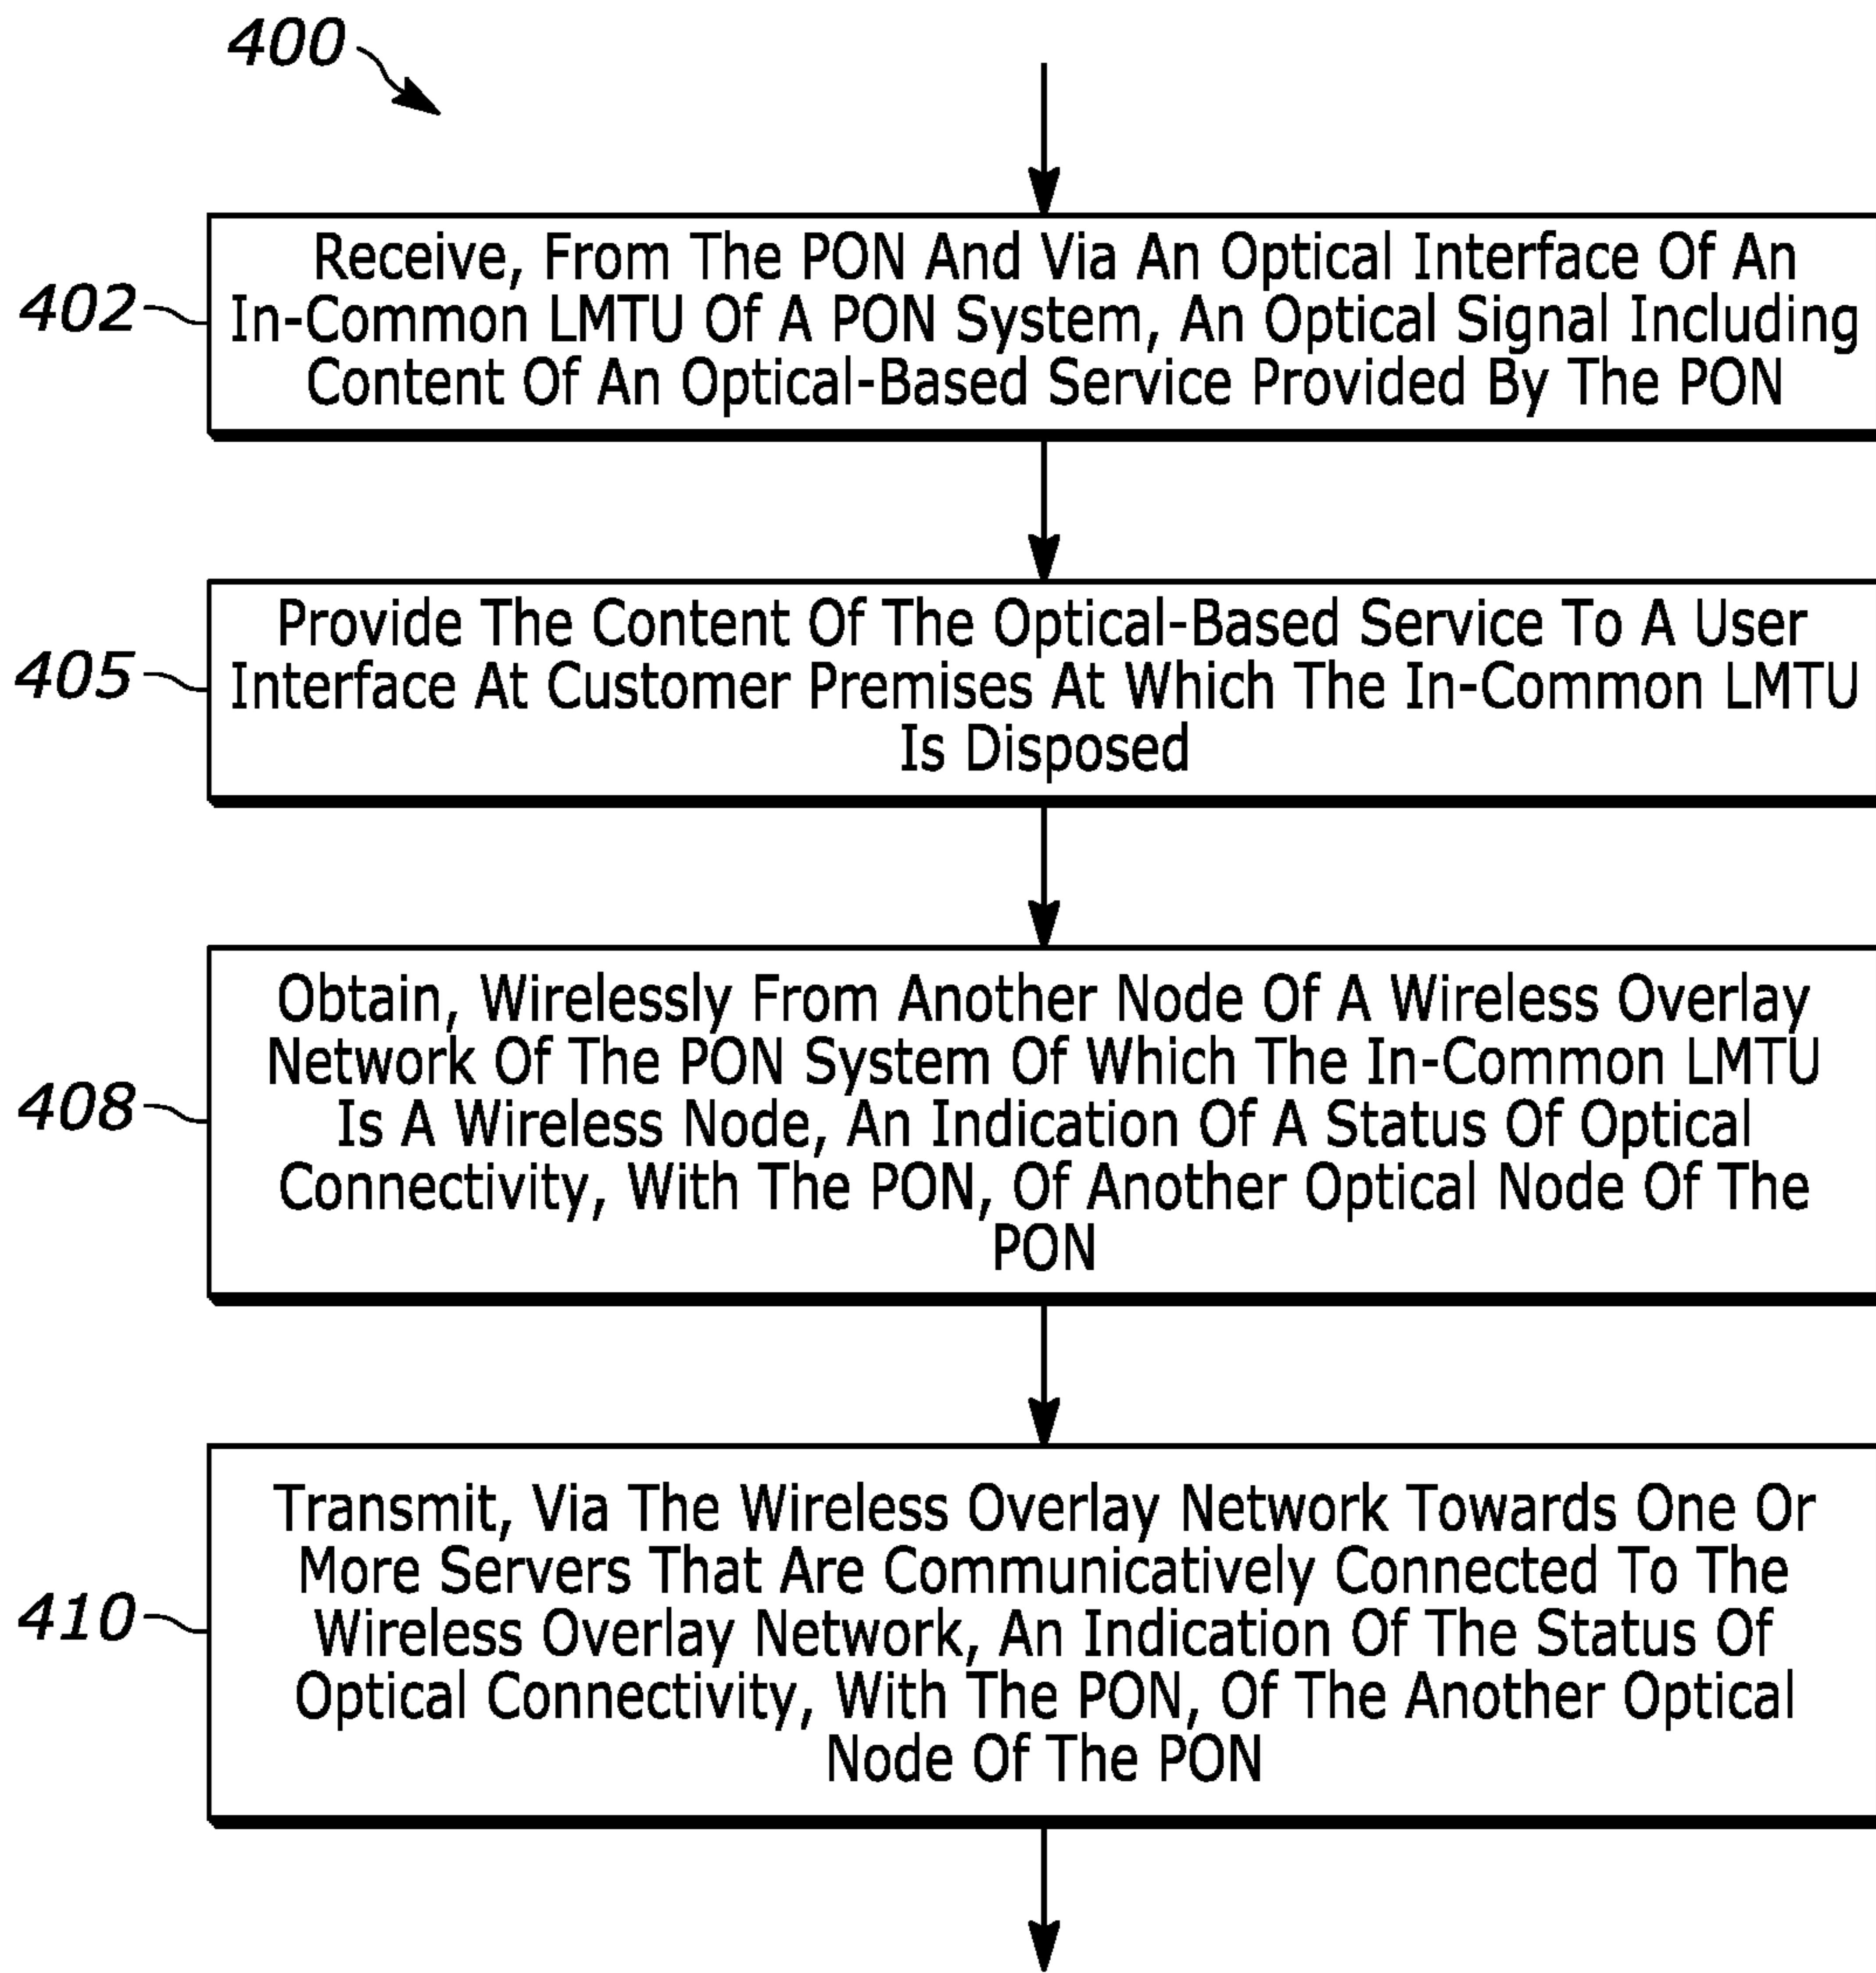 400
402
Receive, From The PON And Via An Optical Interface Of An
In-Common LMTU Of A PON System, An Optical Signal Including
Content Of An Optical-Based Service Provided By The PON
405
Provide The Content Of The Optical-Based Service To A User
Interface At Customer Premises At Which The In-Common LMTU
Is Disposed
408
Obtain, Wirelessly From Another Node Of A Wireless Overlay
Network Of The PON System Of Which The In-Common LMTU
Is A Wireless Node, An Indication Of A Status Of Optical
Connectivity, With The PON, Of Another Optical Node Of The
PON
410
Transmit, Via The Wireless Overlay Network Towards One Or
More Servers That Are Communicatively Connected To The
Wireless Overlay Network, An Indication Of The Status Of
Optical Connectivity, With The PON, Of The Another Optical
Node Of The PON